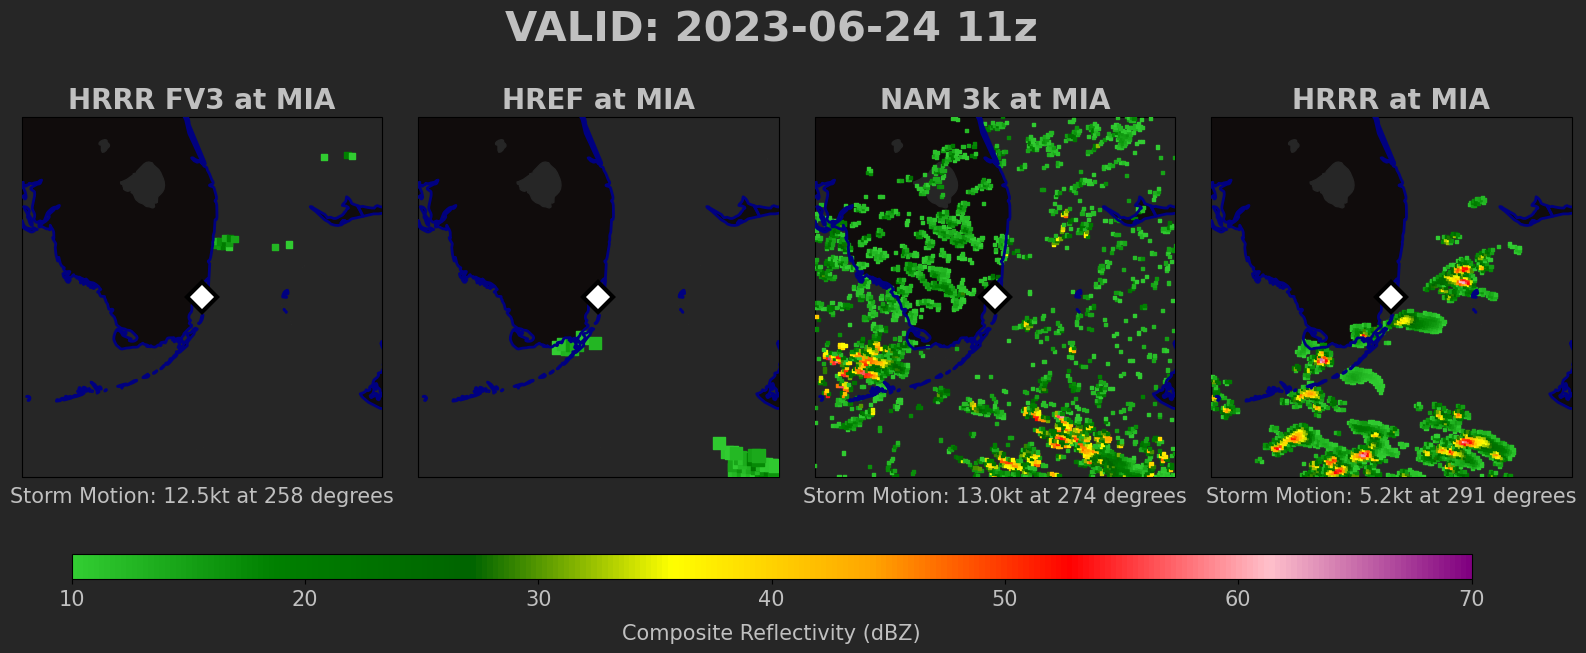 VALID: 2023-06-24 11z
HRRR FV3 at MIA
HREF at MIA
NAM 3k at MIA
HRRR at MIA
Storm Motion: 12.5kt at 258 degrees
Storm Motion: 13.0kt at 274 degrees
Storm Motion: 5.2kt at 291 degrees
10 20 30 40 50 60 70
Composite Reflectivity (dBZ)